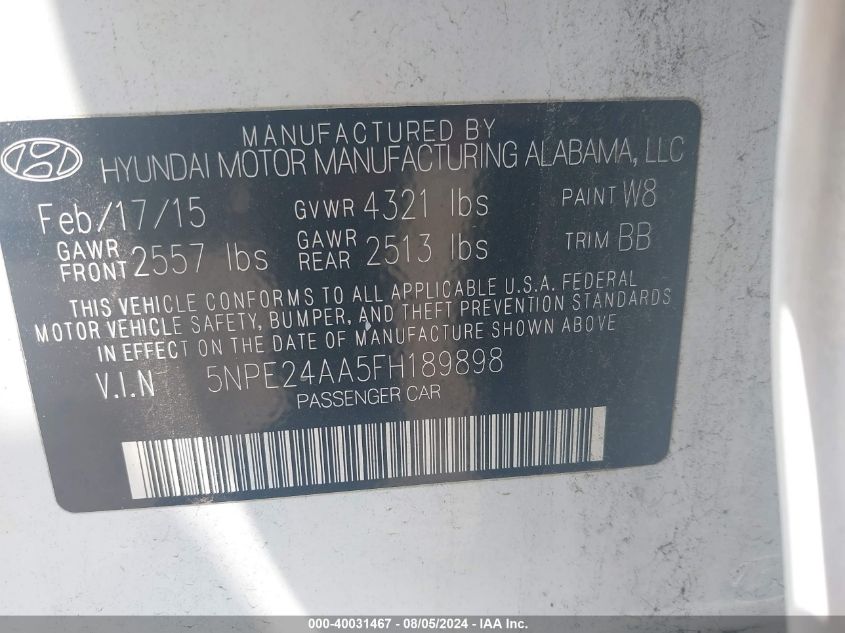 MANUFACTURED BY
HYUNDAI MOTOR MANUFACTURING ALABAMA, LLC
Feb/17/15 GVWR 4321 lbs PAINT W8
GAWR FRONT 2557 lbs GAWR REAR 2513 lbs TRIM BB
THIS VEHICLE CONFORMS TO ALL APPLICABLE U.S.A. FEDERAL
MOTOR VEHICLE SAFETY, BUMPER, AND THEFT PREVENTION STANDARDS
IN EFFECT ON THE DATE OF MANUFACTURE SHOWN ABOVE
V.I.N 5NPE24AA5FH189898
PASSENGER CAR
000-40031467 - 08/05/2024 - IAA Inc.